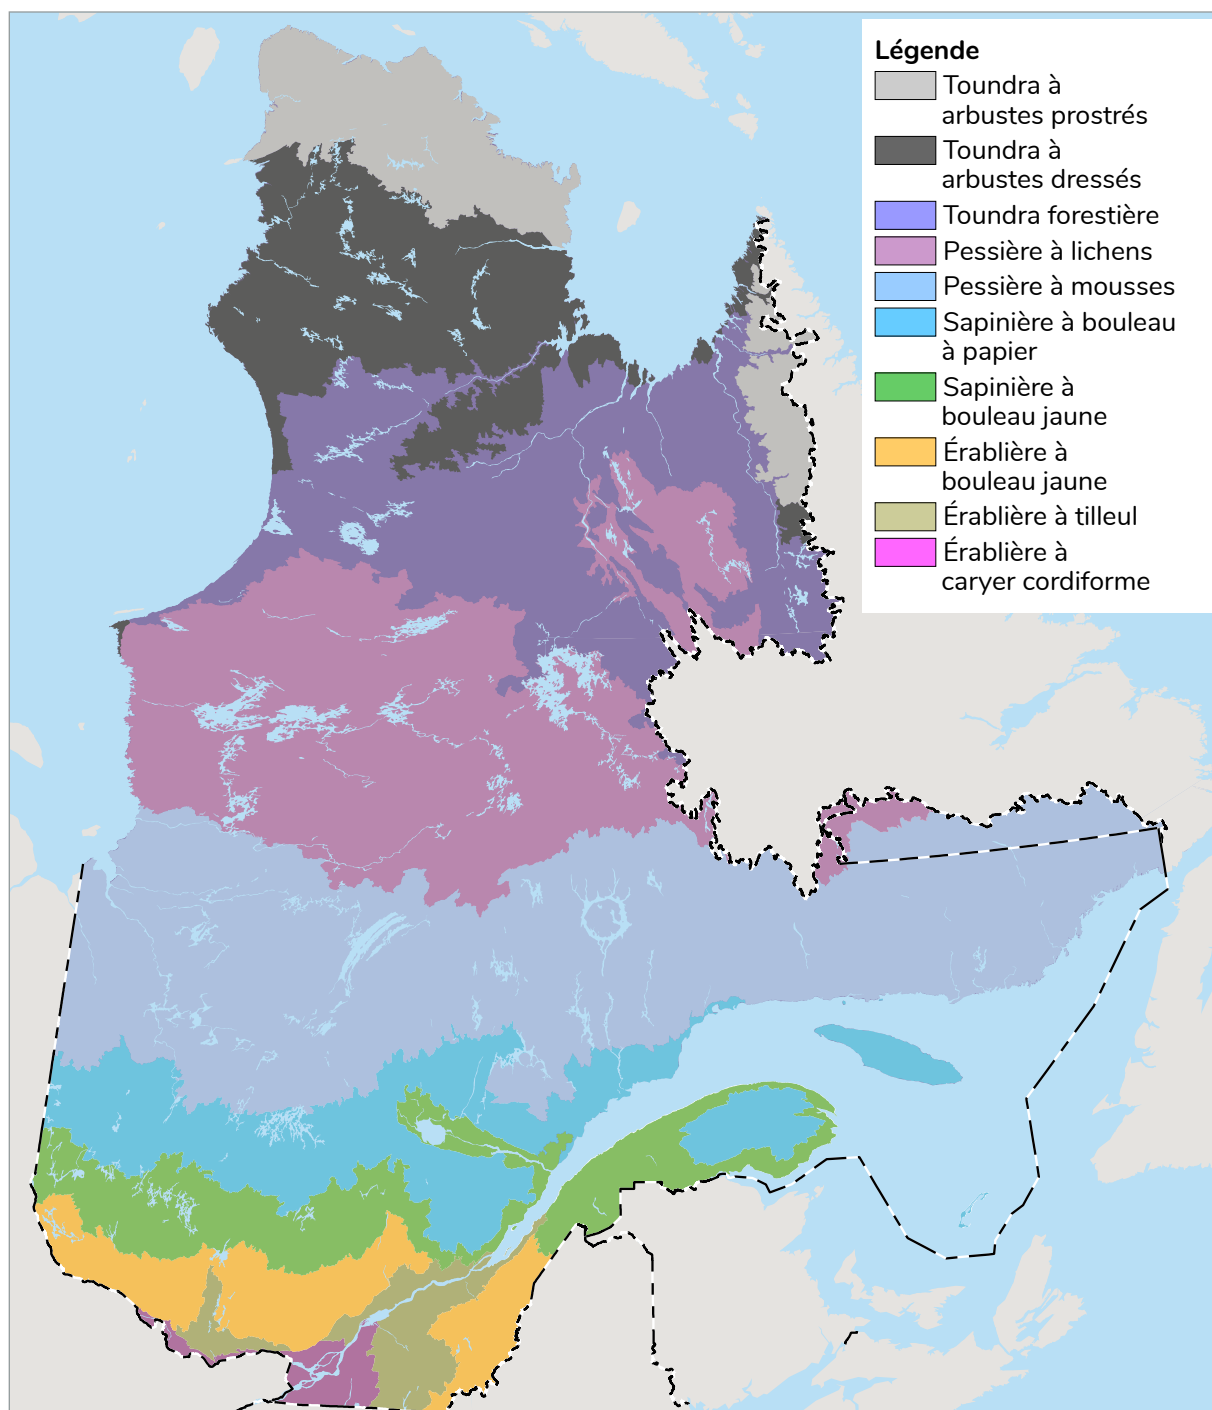 Légende
Toundra à
arbustes prostrés
Toundra à
arbustes dressés
Toundra forestière
Pessière à lichens
Pessière à mousses
Sapinière à bouleau
à papier
Sapinière à
bouleau jaune
Érablière à
bouleau jaune
Érablière à tilleul
Érablière à
caryer cordiforme